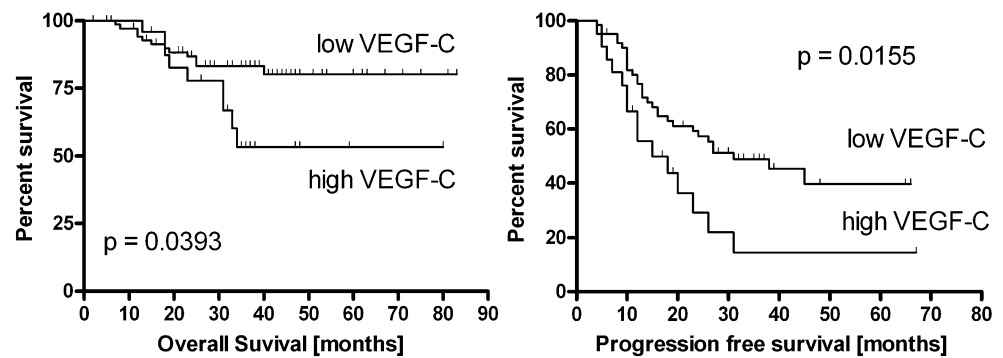 Percent survival
100
75
50
25
0
0 10 20 30 40 50 60 70 80 90
Overall Suvival [months]
low VEGF-C
high VEGF-C
p = 0.0393
Percent survival
100
80
60
40
20
0
0 10 20 30 40 50 60 70 80
Progression free survival [months]
p = 0.0155
low VEGF-C
high VEGF-C